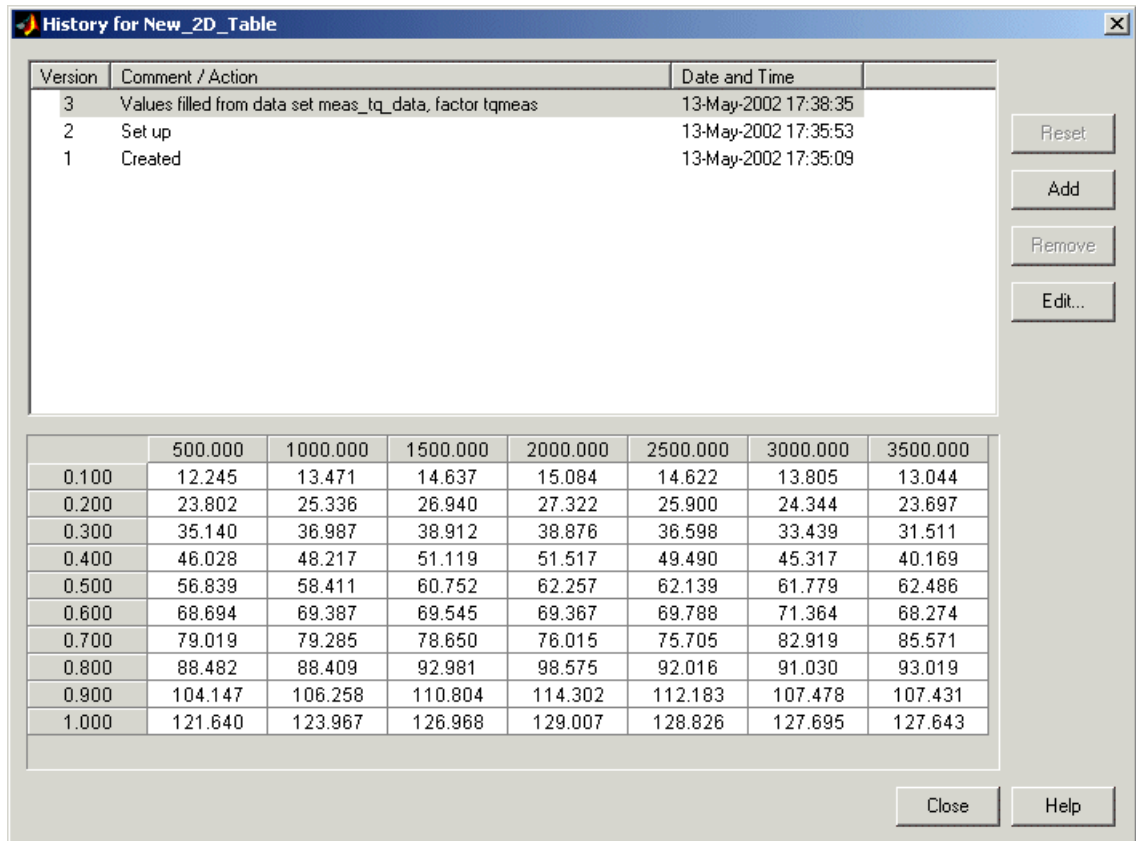 History for New_2D_Table
Version Comment / Action Date and Time
3 Values filled from data set meas_tq_data, factor tqmeas 13-May-2002 17:38:35
2 Set up 13-May-2002 17:35:53
1 Created 13-May-2002 17:35:09
Reset
Add
Remove
Edit...
500.000 1000.000 1500.000 2000.000 2500.000 3000.000 3500.000
0.100 12.245 13.471 14.637 15.084 14.622 13.805 13.044
0.200 23.802 25.336 26.940 27.322 25.900 24.344 23.697
0.300 35.140 36.987 38.912 38.876 36.598 33.439 31.511
0.400 46.028 48.217 51.119 51.517 49.490 45.317 40.169
0.500 56.839 58.411 60.752 62.257 62.139 61.779 62.486
0.600 68.694 69.387 69.545 69.367 69.788 71.364 68.274
0.700 79.019 79.285 78.650 76.015 75.705 82.919 85.571
0.800 88.482 88.409 92.981 98.575 92.016 91.030 93.019
0.900 104.147 106.258 110.804 114.302 112.183 107.478 107.431
1.000 121.640 123.967 126.968 129.007 128.826 127.695 127.643
Close Help